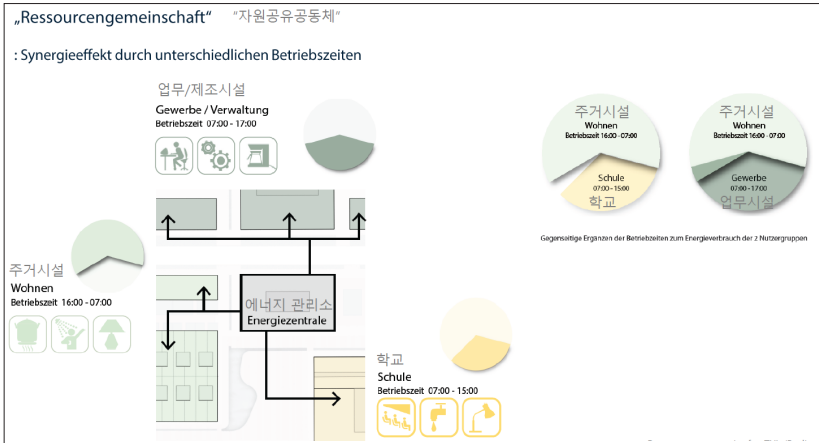 „Ressourcengemeinschaft“ "자원공유공동체"
: Synergieeffekt durch unterschiedlichen Betriebszeiten
업무/제조시설
Gewerbe / Verwaltung
Betriebszeit 07:00 - 17:00
주거시설
Wohnen
Betriebszeit 16:00 - 07:00
에너지 관리소
Energiezentrale
학교
Schule
Betriebszeit 07:00 - 15:00
주거시설
Wohnen
Betriebszeit 16:00 - 07:00
Schule
07:00 - 15:00
학교
주거시설
Wohnen
Betriebszeit 16:00 - 07:00
Gewerbe
07:00 - 17:00
업무시설
Gegenseitige Ergänzen der Betriebzeiten zum Energieverbrauch der 2 Nutzergruppen